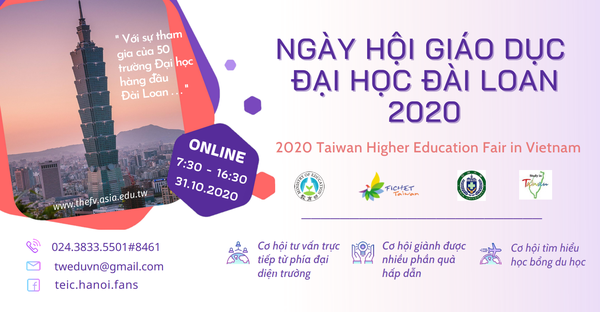 " Với sự tham
gia của 50
trường Đại học
hàng đầu
Đài Loan . . . "
www.thefv.asia.edu.tw
ONLINE
7:30 - 16:30
31.10.2020
NGÀY HỘI GIÁO DỤC
ĐẠI HỌC ĐÀI LOAN
2020
2020 Taiwan Higher Education Fair in Vietnam
FICHET
Taiwan
024.3833.5501#8461
tweduvn@gmail.com
teic.hanoi.fans
Cơ hội tư vấn trực
tiếp từ phía đại
diện trường
Cơ hội giành được
nhiều phần quà
hấp dẫn
Cơ hội tìm hiểu
học bổng du học